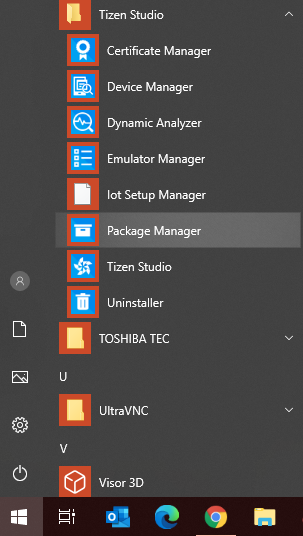 Tizen Studio
Certificate Manager
Device Manager
Dynamic Analyzer
Emulator Manager
Iot Setup Manager
Package Manager
Tizen Studio
Uninstaller
TOSHIBA TEC
U
UltraVNC
V
Visor 3D